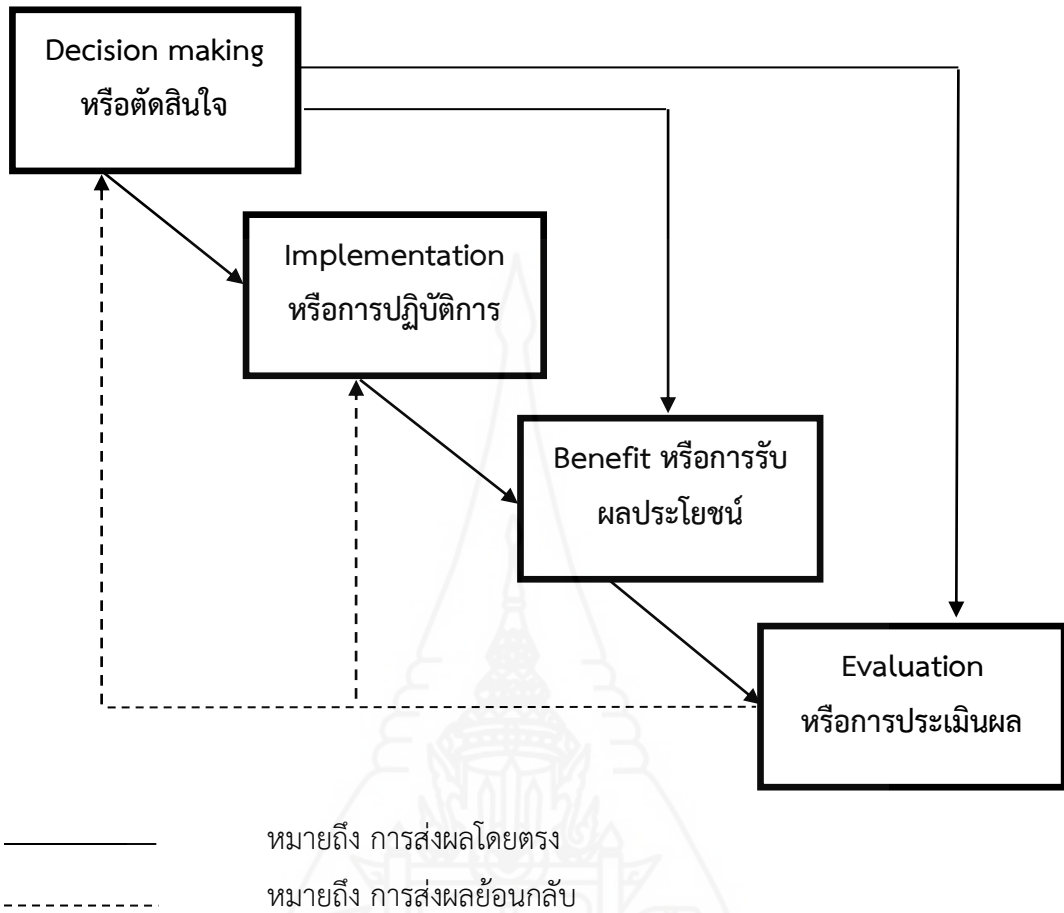 Decision making
หรือตัดสินใจ
Implementation
หรือการปฏิบัติการ
Benefit หรือการรับ
ผลประโยชน์
Evaluation
หรือการประเมินผล
หมายถึง การส่งผลโดยตรง
หมายถึง การส่งผลย้อนกลับ